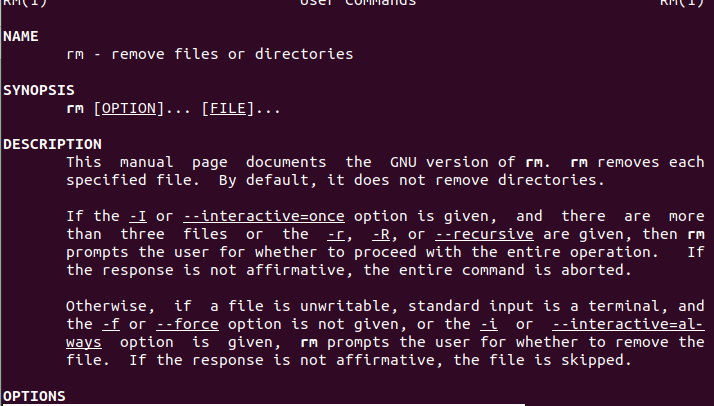 RM(1) User Commands RM(1)
NAME
rm - remove files or directories
SYNOPSIS
rm [OPTION]... [FILE]...
DESCRIPTION
This manual page documents the GNU version of rm. rm removes each
specified file. By default, it does not remove directories.
If the -I or --interactive=once option is given, and there are more
than three files or the -r, -R, or --recursive are given, then rm
prompts the user for whether to proceed with the entire operation. If
the response is not affirmative, the entire command is aborted.
Otherwise, if a file is unwritable, standard input is a terminal, and
the -f or --force option is not given, or the -i or --interactive=al-
ways option is given, rm prompts the user for whether to remove the
file. If the response is not affirmative, the file is skipped.
OPTIONS